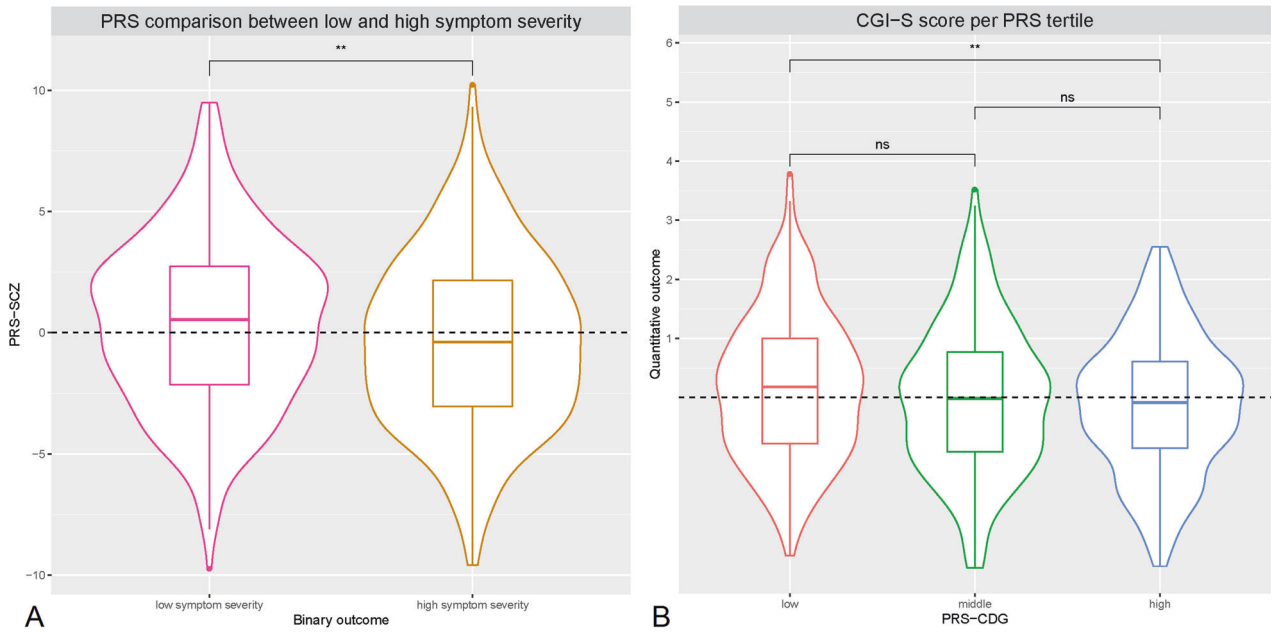 PRS comparison between low and high symptom severity
**
10
5
0
−5
−10
PRS−SCZ
low symptom severity
high symptom severity
Binary outcome
A
CGI−S score per PRS tertile
6
5
4
3
2
1
**
ns
ns
Quantitative outcome
low
middle
high
PRS−CDG
B